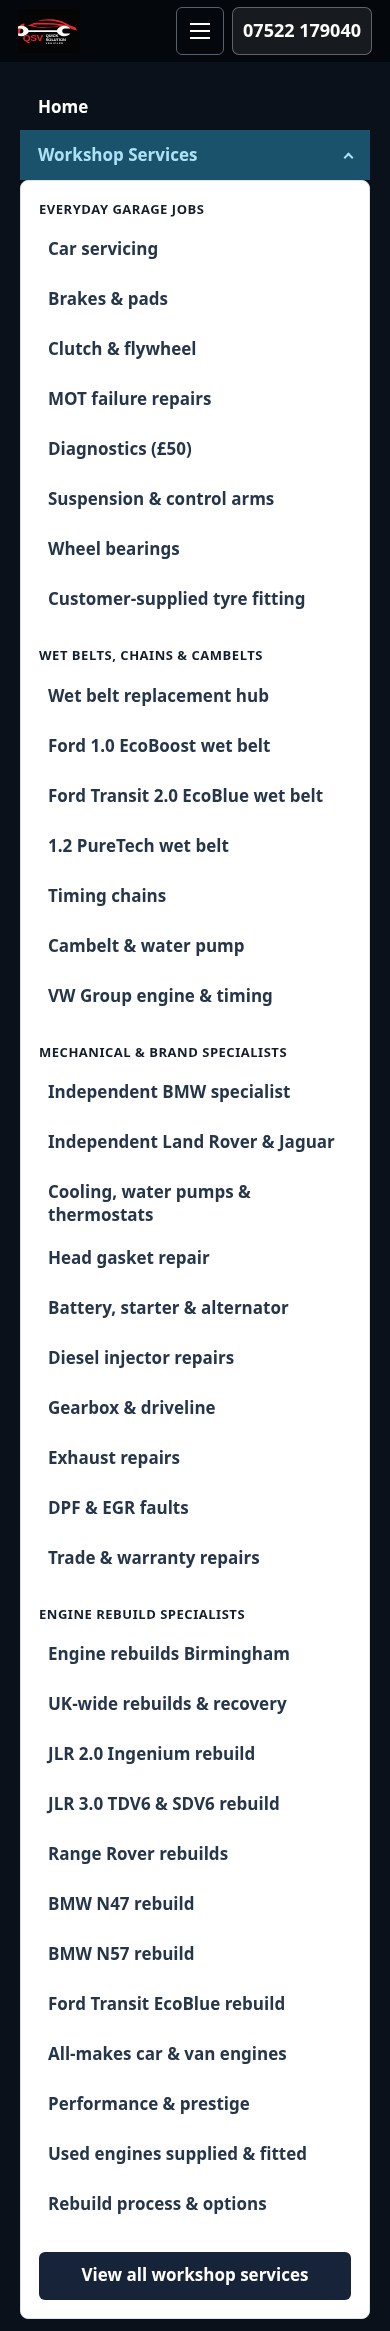 QSV QUICK SOLUTION
07522 179040
Home
Workshop Services
EVERYDAY GARAGE JOBS
Car servicing
Brakes & pads
Clutch & flywheel
MOT failure repairs
Diagnostics (£50)
Suspension & control arms
Wheel bearings
Customer-supplied tyre fitting
WET BELTS, CHAINS & CAMBELTS
Wet belt replacement hub
Ford 1.0 EcoBoost wet belt
Ford Transit 2.0 EcoBlue wet belt
1.2 PureTech wet belt
Timing chains
Cambelt & water pump
VW Group engine & timing
MECHANICAL & BRAND SPECIALISTS
Independent BMW specialist
Independent Land Rover & Jaguar
Cooling, water pumps &
thermostats
Head gasket repair
Battery, starter & alternator
Diesel injector repairs
Gearbox & driveline
Exhaust repairs
DPF & EGR faults
Trade & warranty repairs
ENGINE REBUILD SPECIALISTS
Engine rebuilds Birmingham
UK-wide rebuilds & recovery
JLR 2.0 Ingenium rebuild
JLR 3.0 TDV6 & SDV6 rebuild
Range Rover rebuilds
BMW N47 rebuild
BMW N57 rebuild
Ford Transit EcoBlue rebuild
All-makes car & van engines
Performance & prestige
Used engines supplied & fitted
Rebuild process & options
View all workshop services